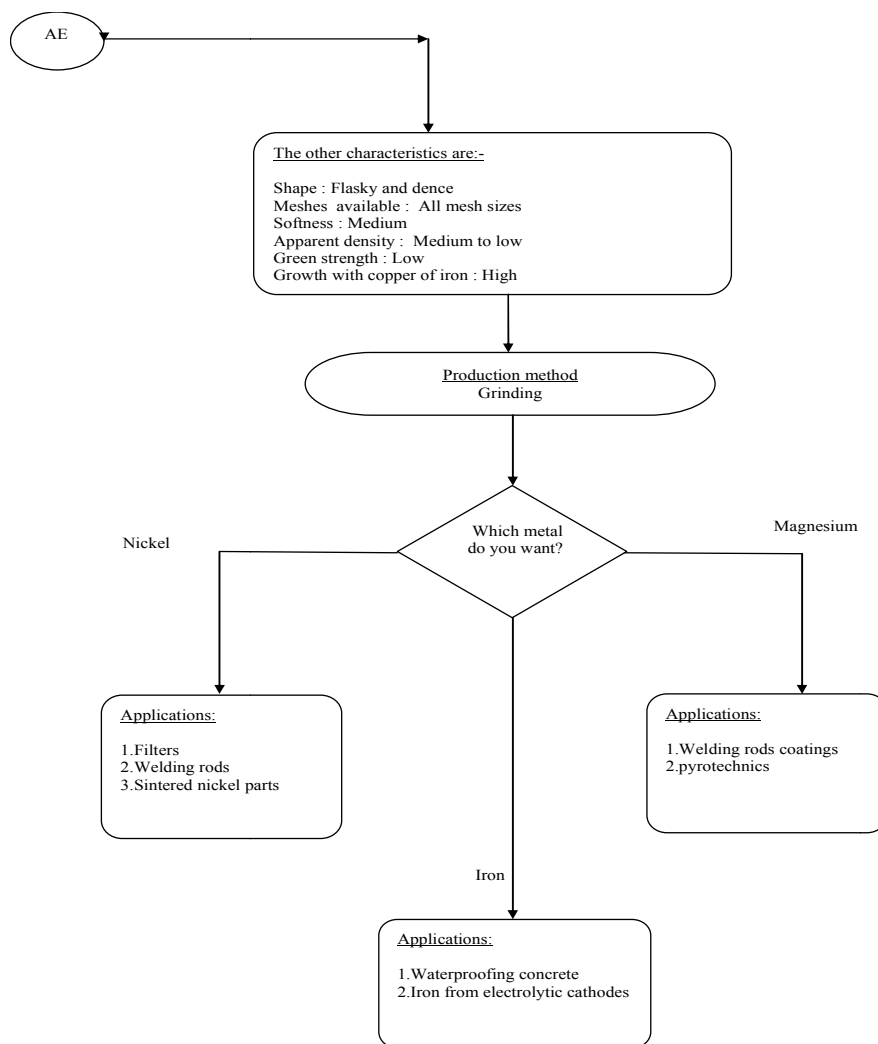 AE
The other characteristics are:-
Shape : Flasky and dence
Meshes available : All mesh sizes
Softness : Medium
Apparent density : Medium to low
Green strength : Low
Growth with copper of iron : High
Production method
Grinding
Which metal
do you want?
Nickel
Magnesium
Applications:
1.Filters
2.Welding rods
3.Sintered nickel parts
Applications:
1.Welding rods coatings
2.pyrotechnics
Iron
Applications:
1.Waterproofing concrete
2.Iron from electrolytic cathodes